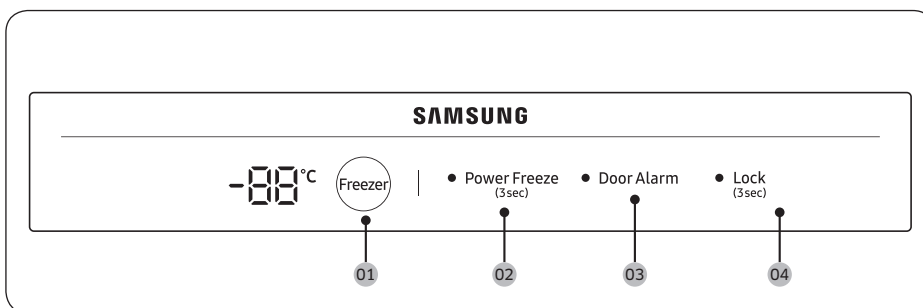 SAMSUNG
-88°C Freezer Power Freeze Door Alarm Lock
(3sec) (3sec)
01 02 03 04